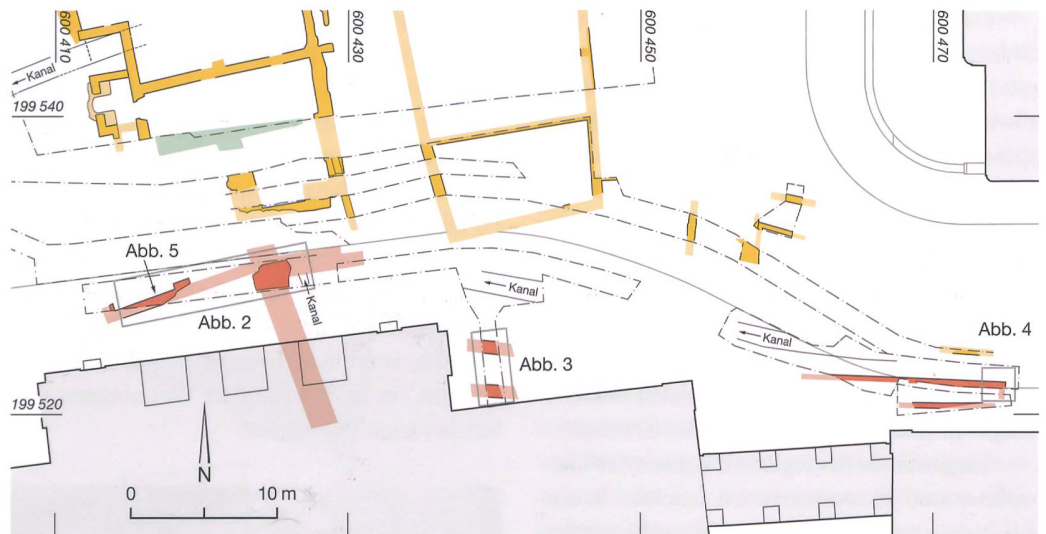 600 410
600 430
600 450
600 470
Kanal
199 540
Abb. 5
Abb. 2
Kanal
Kanal
Abb. 3
Kanal
Abb. 4
199 520
N
0
10 m